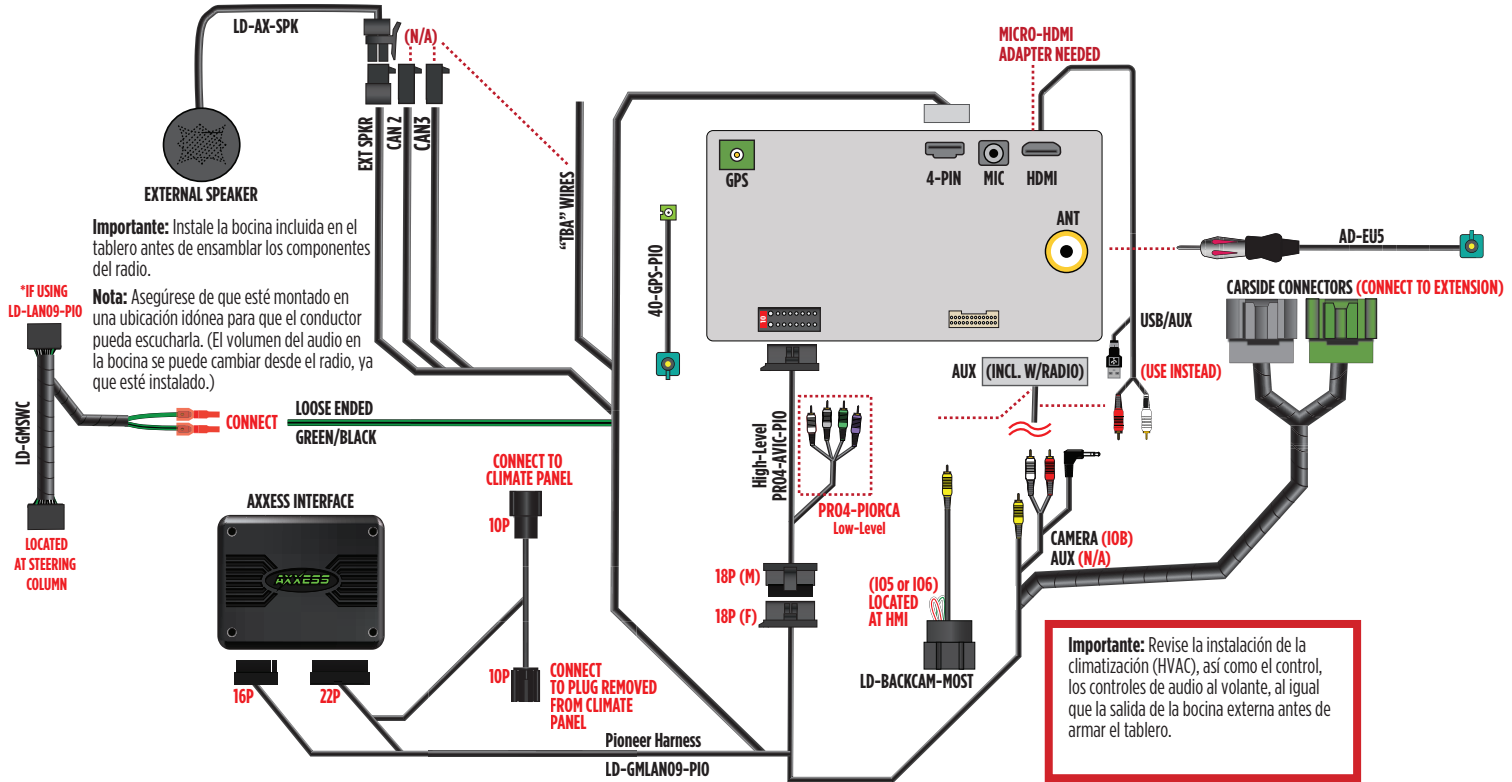 LD-AX-SPK
(N/A)
EXT SPKR
CAN 2
CAN3
"TBA" WIRES
EXTERNAL SPEAKER
Importante: Instale la bocina incluida en el
tablero antes de ensamblar los componentes
del radio.
Nota: Asegúrese de que esté montado en
una ubicación idónea para que el conductor
pueda escucharla. (El volumen del audio en
la bocina se puede cambiar desde el radio, ya
que esté instalado.)
*IF USING
LD-LAN09-PIO
LD-GMSWC
LOCATED
AT STEERING
COLUMN
CONNECT
LOOSE ENDED
GREEN/BLACK
MICRO-HDMI
ADAPTER NEEDED
GPS
4-PIN
MIC
HDMI
ANT
10
40-GPS-PIO
AD-EU5
CARSIDE CONNECTORS (CONNECT TO EXTENSION)
USB/AUX
AUX (INCL. W/RADIO)
(USE INSTEAD)
High-Level
PR04-AVIC-PIO
PR04-PIORCA
Low-Level
18P (M)
18P (F)
CAMERA (IOB)
AUX (N/A)
(IO5 or IO6)
LOCATED
AT HMI
LD-BACKCAM-MOST
AXXESS INTERFACE
AXXESS
16P
22P
CONNECT TO
CLIMATE PANEL
10P
10P
CONNECT
TO PLUG REMOVED
FROM CLIMATE
PANEL
Pioneer Harness
LD-GMLAN09-PIO
Importante: Revise la instalación de la
climatización (HVAC), así como el control,
los controles de audio al volante, al igual
que la salida de la bocina externa antes de
armar el tablero.